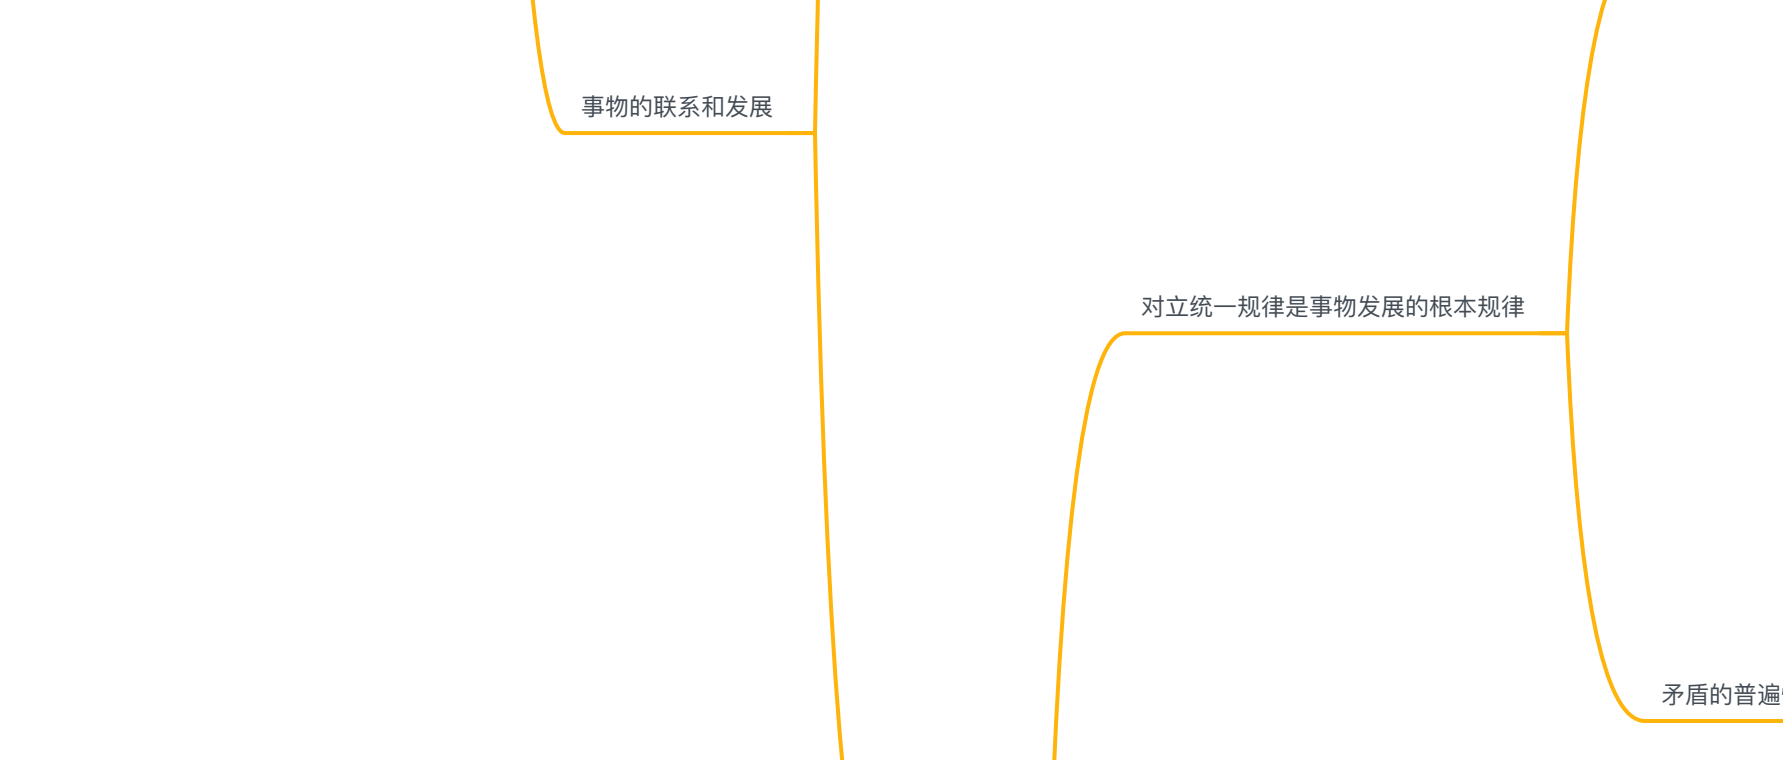 事物的联系和发展
对立统一规律是事物发展的根本规律
矛盾的普遍